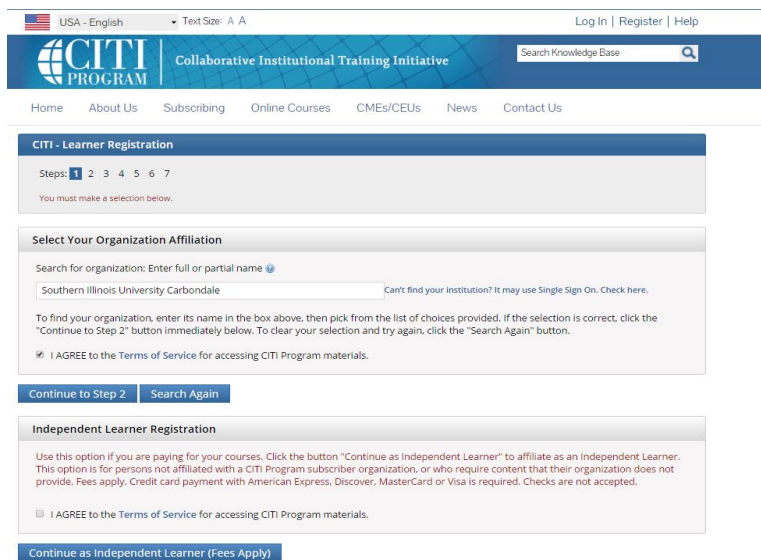 USA - English Text Size: A A Log In | Register | Help
CITI PROGRAM Collaborative Institutional Training Initiative Search Knowledge Base
Home About Us Subscribing Online Courses CMEs/CEUs News Contact Us
CITI - Learner Registration
Steps: 1 2 3 4 5 6 7
You must make a selection below.
Select Your Organization Affiliation
Search for organization: Enter full or partial name
Southern Illinois University Carbondale Can't find your institution? It may use Single Sign On. Check here.
To find your organization, enter its name in the box above, then pick from the list of choices provided. If the selection is correct, click the
"Continue to Step 2" button immediately below. To clear your selection and try again, click the "Search Again" button.
I AGREE to the Terms of Service for accessing CITI Program materials.
Continue to Step 2 Search Again
Independent Learner Registration
Use this option if you are paying for your courses. Click the button "Continue as Independent Learner" to affiliate as an Independent Learner.
This option is for persons not affiliated with a CITI Program subscriber organization, or who require content that their organization does not
provide. Fees apply. Credit card payment with American Express, Discover, MasterCard or Visa is required. Checks are not accepted.
I AGREE to the Terms of Service for accessing CITI Program materials.
Continue as Independent Learner (Fees Apply)